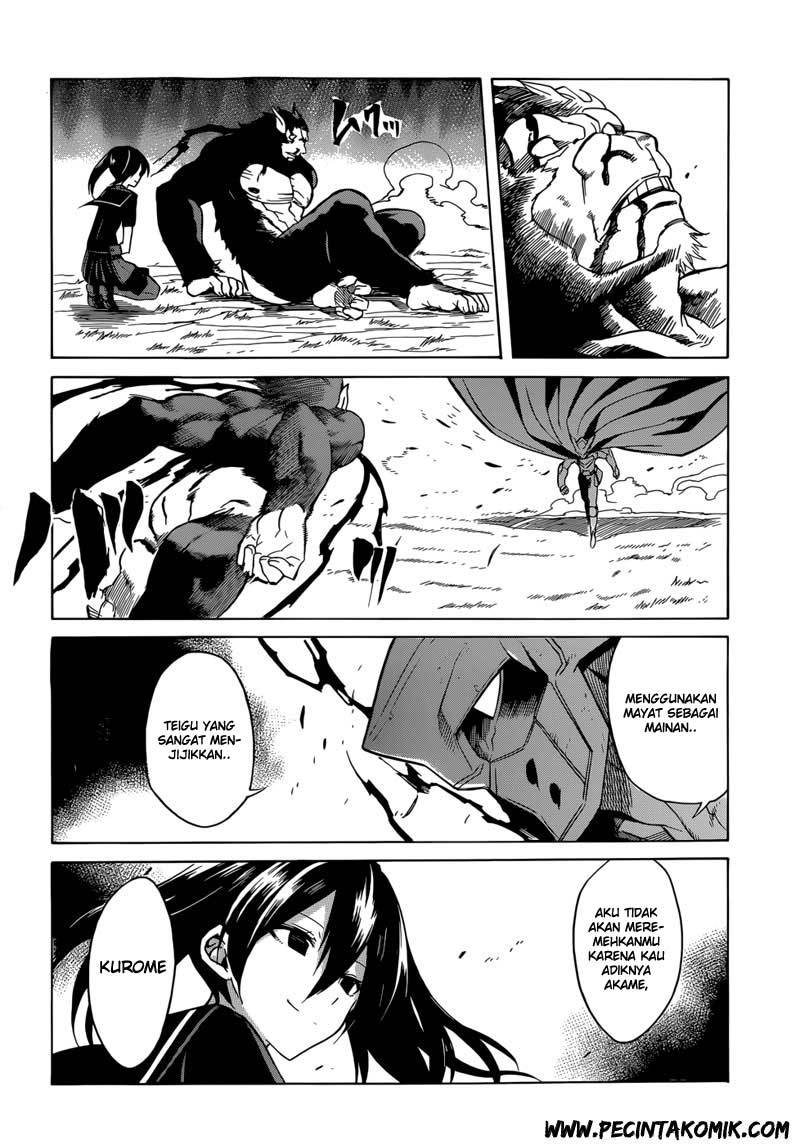 ムクッ
MENGGUNAKAN
MAYAT SEBAGAI
MAINAN..
TEIGU YANG
SANGAT MEN-
JIJIKKAN..
AKU TIDAK
AKAN MERE-
MEHKANMU
KARENA KAU
ADIKNYA
AKAME,
KUROME
WWW.PECINTAKOMIK.COM